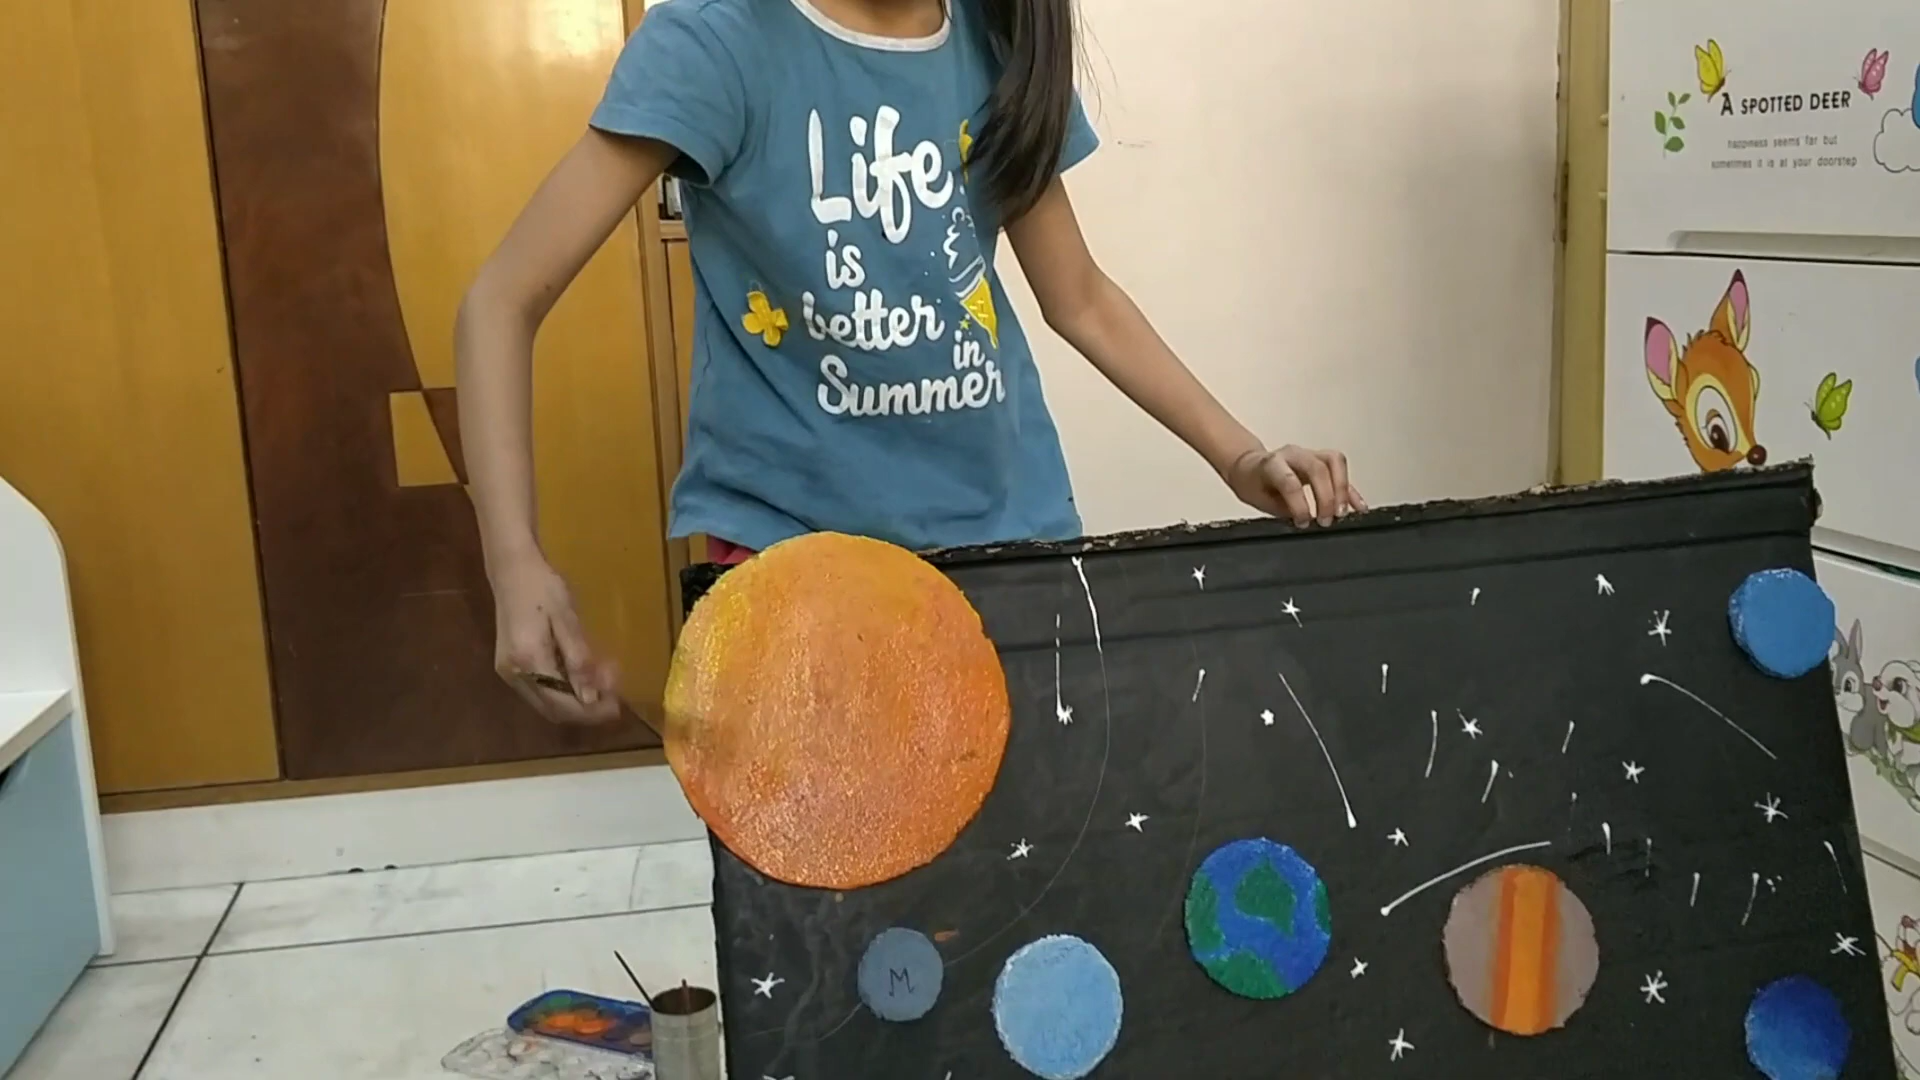 Life
is
better
in
Summer
A SPOTTED DEER
happiness seems far but
sometimes it is at your doorstep
M